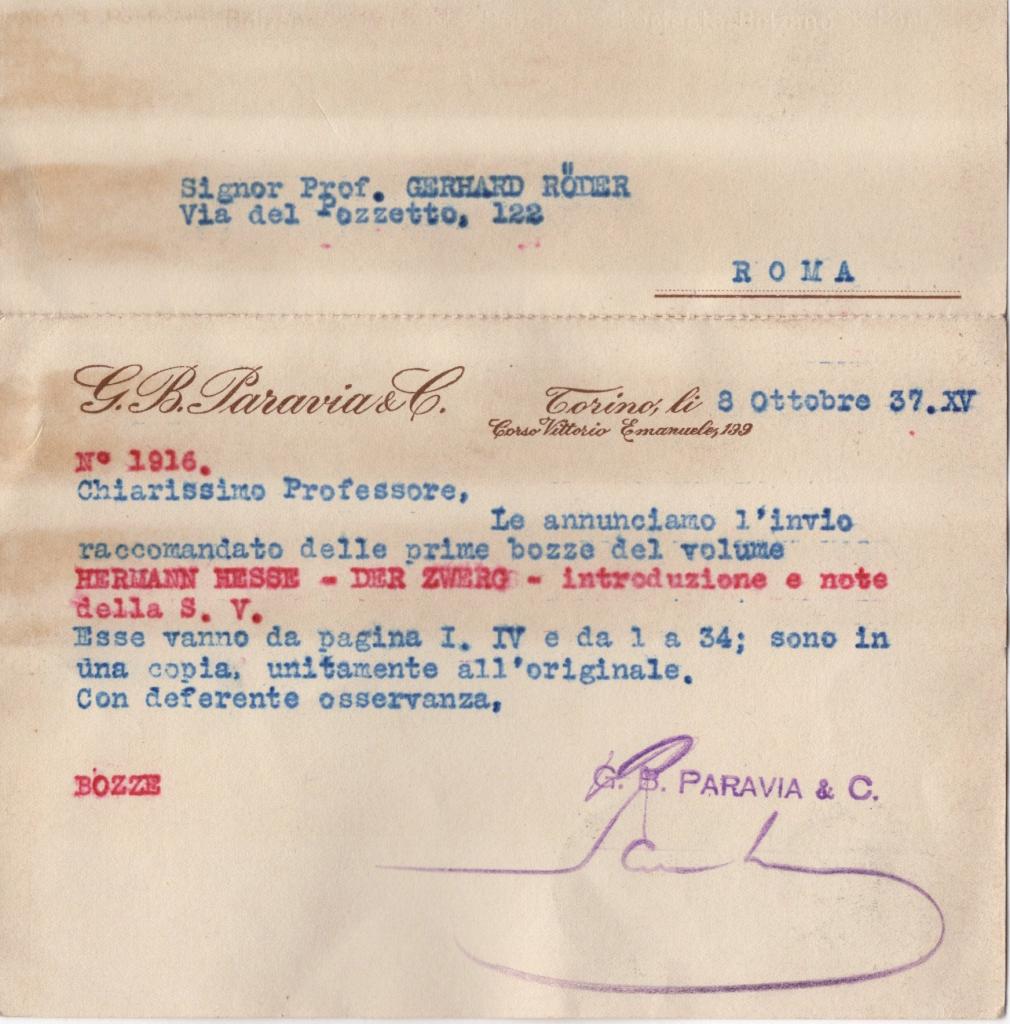 Signor Prof. GERHARD RÖDER
Via del Pozzetto, 122
R O M A
G. B. Paravia & C.
Torino, li 8 Ottobre 37.XV
Corso Vittorio Emanuele, 199
N° 1916.
Chiarissimo Professore,
Le annunciamo l'invio
raccomandato delle prime bozze del volume
HERMANN HESSE - DER ZWERG - introduzione e note
della S. V.
Esse vanno da pagina I. IV e da 1 a 34; sono in
una copia, unitamente all'originale.
Con deferente osservanza,
BOZZE
G. B. PARAVIA & C.